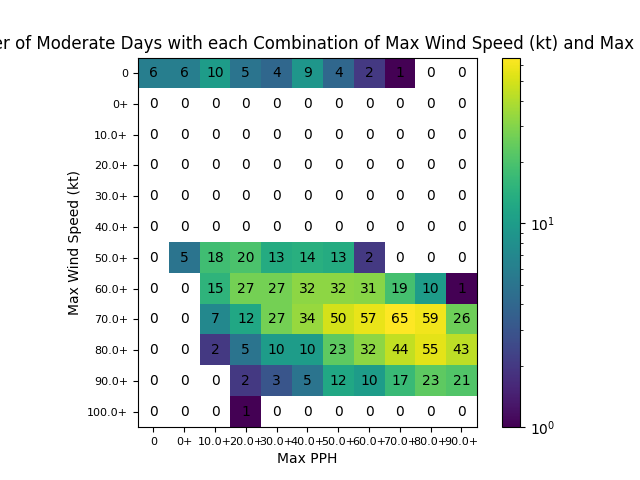 er of Moderate Days with each Combination of Max Wind Speed (kt) and Max
0 6 6 10 5 4 9 4 2 1 0 0
0+ 0 0 0 0 0 0 0 0 0 0 0
10.0+ 0 0 0 0 0 0 0 0 0 0 0
20.0+ 0 0 0 0 0 0 0 0 0 0 0
30.0+ 0 0 0 0 0 0 0 0 0 0 0
40.0+ 0 0 0 0 0 0 0 0 0 0 0
50.0+ 0 5 18 20 13 14 13 2 0 0 0
60.0+ 0 0 15 27 27 32 32 31 19 10 1
70.0+ 0 0 7 12 27 34 50 57 65 59 26
80.0+ 0 0 2 5 10 10 23 32 44 55 43
90.0+ 0 0 0 2 3 5 12 10 17 23 21
100.0+ 0 0 0 1 0 0 0 0 0 0 0
0 0+ 10.0+ 20.0+ 30.0+ 40.0+ 50.0+ 60.0+ 70.0+ 80.0+ 90.0+
Max PPH
Max Wind Speed (kt)
10^1
10^0